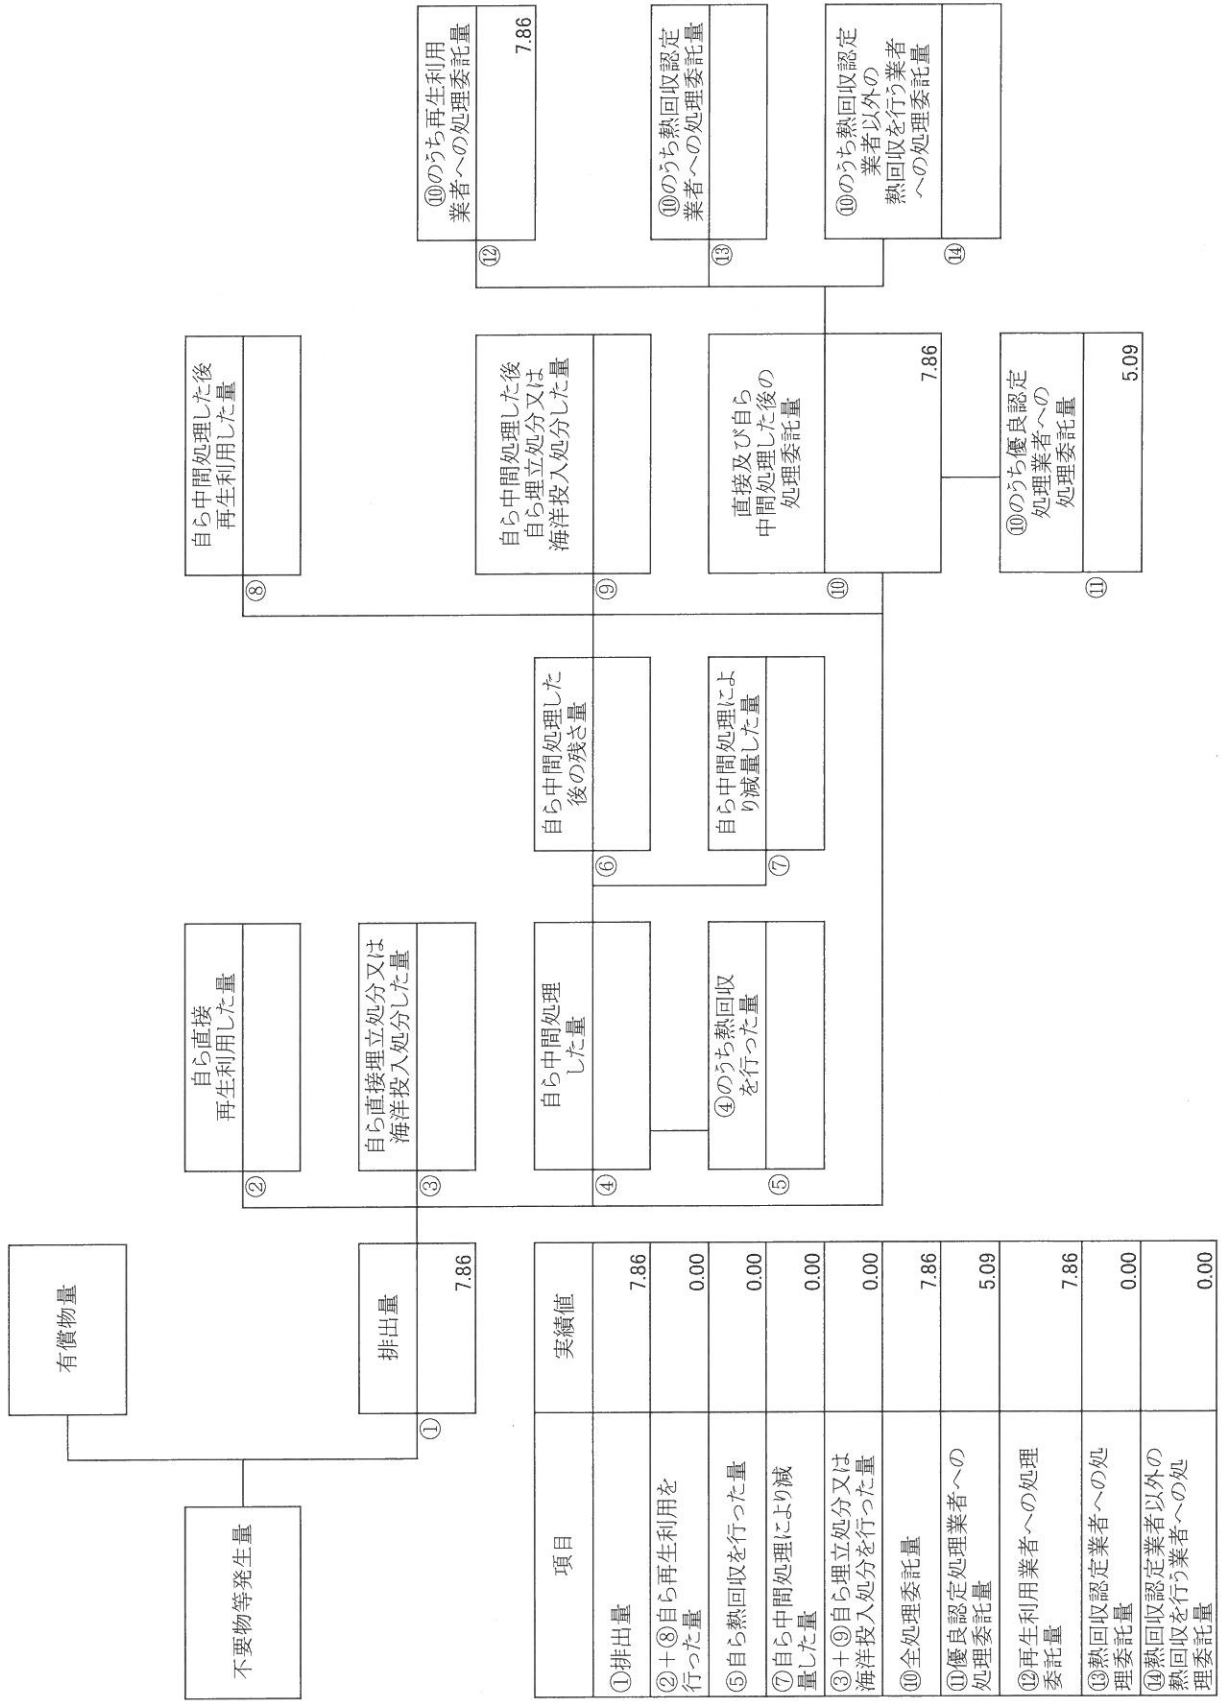 不要物等発生量
有償物量
排出量
①
7.86
自ら直接
再生利用した量
②
自ら直接埋立処分又は
海洋投入処分した量
③
自ら中間処理
した量
④
④のうち熱回収
を行った量
⑤
自ら中間処理した
後の残さ量
⑥
自ら中間処理によ
り減量した量
⑦
自ら中間処理した後
再生利用した量
⑧
自ら中間処理した後
自ら埋立処分又は
海洋投入処分した量
⑨
直接及び自ら
中間処理した後の
処理委託量
⑩
7.86
⑩のうち優良認定
処理業者への
処理委託量
⑪
5.09
⑩のうち再生利用
業者への処理委託量
⑫
7.86
⑩のうち熱回収認定
業者への処理委託量
⑬
⑩のうち熱回収認定
業者以外の
熱回収を行う業者
への処理委託量
⑭
項目 実績値
①排出量 7.86
②＋⑧自ら再生利用を
行った量 0.00
⑤自ら熱回収を行った量 0.00
⑦自ら中間処理により減
量した量 0.00
③＋⑨自ら埋立処分又は
海洋投入処分を行った量 0.00
⑩全処理委託量 7.86
⑪優良認定処理業者への
処理委託量 5.09
⑫再生利用業者への処理
委託量 7.86
⑬熱回収認定業者への処
理委託量 0.00
⑭熱回収認定業者以外の
熱回収を行う業者への処
理委託量 0.00